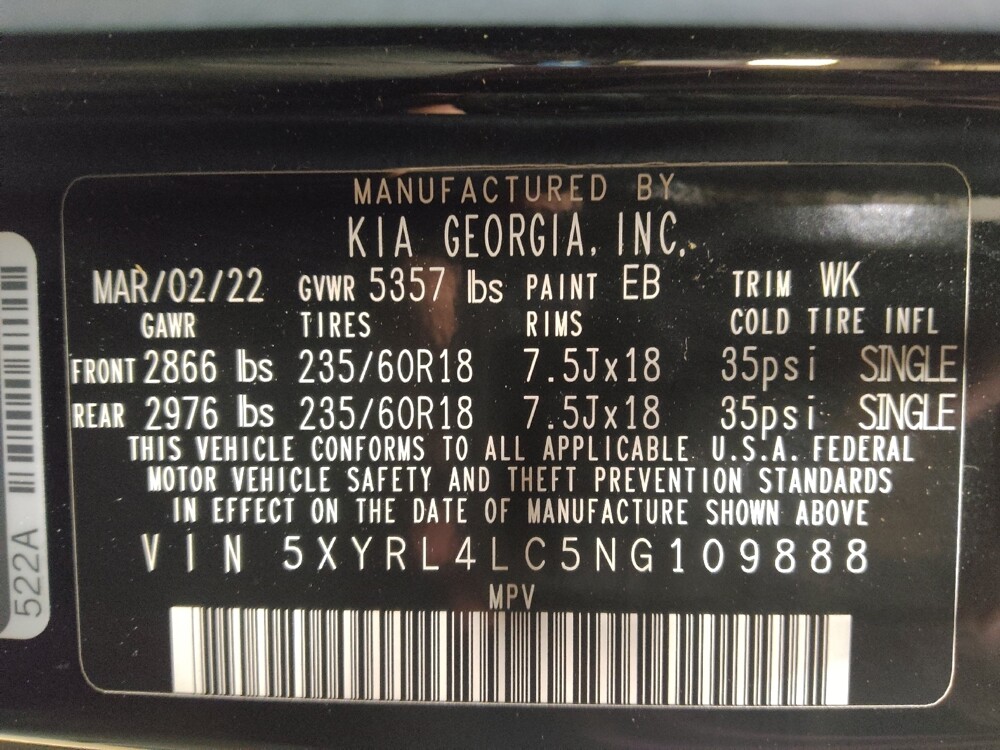 MANUFACTURED BY
KIA GEORGIA, INC.
MAR/02/22 GVWR 5357 lbs PAINT EB TRIM WK
GAWR TIRES RIMS COLD TIRE INFL
FRONT 2866 lbs 235/60R18 7.5Jx18 35psi SINGLE
REAR 2976 lbs 235/60R18 7.5Jx18 35psi SINGLE
THIS VEHICLE CONFORMS TO ALL APPLICABLE U.S.A. FEDERAL
MOTOR VEHICLE SAFETY AND THEFT PREVENTION STANDARDS
IN EFFECT ON THE DATE OF MANUFACTURE SHOWN ABOVE
VIN 5XYRL4LC5NG109888
MPV
522A